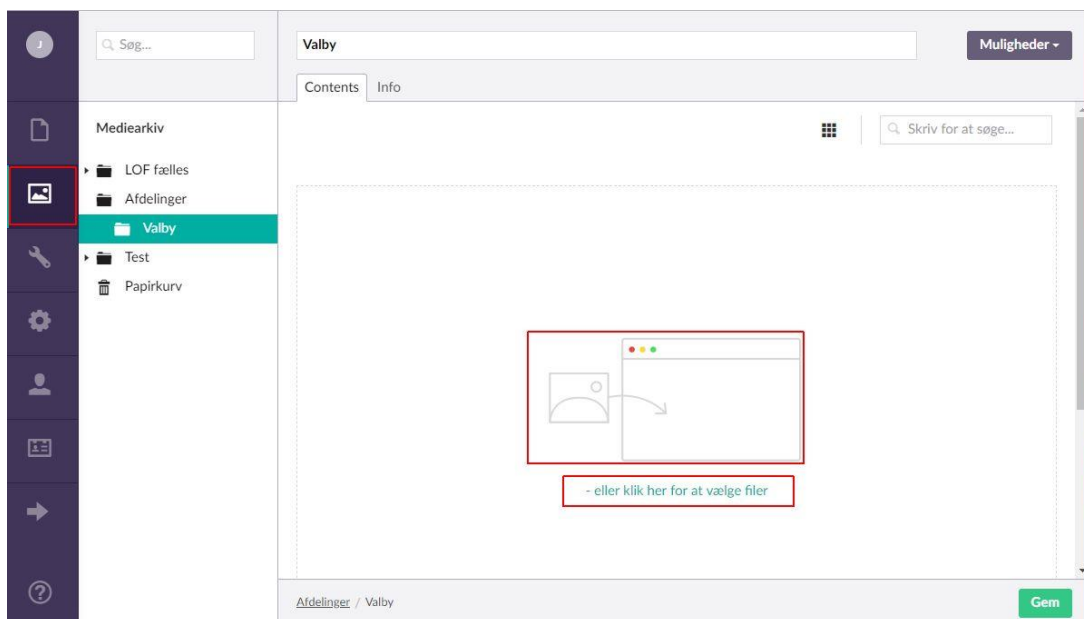 J
Søg...
Valby
Muligheder
Contents
Info
Mediearkiv
Skriv for at søge...
LOF fælles
Afdelinger
Valby
Test
Papirkurv
- eller klik her for at vælge filer
Afdelinger / Valby
Gem